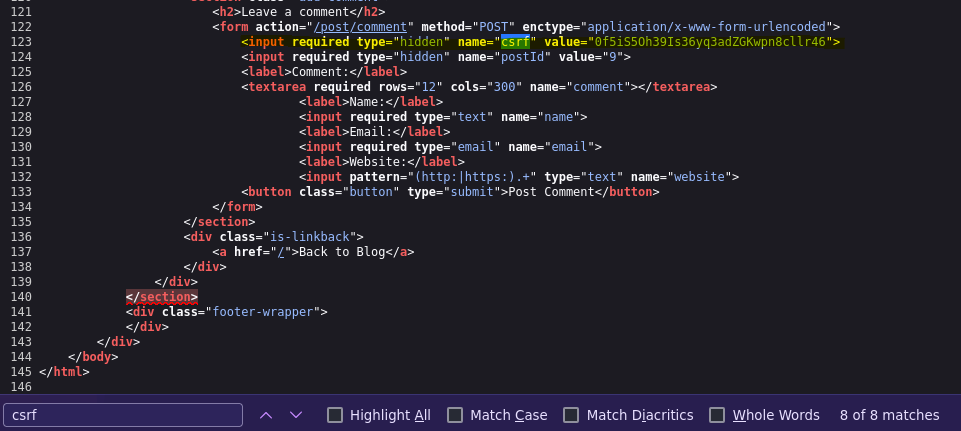 121 <h2>Leave a comment</h2>
122 <form action="/post/comment" method="POST" enctype="application/x-www-form-urlencoded">
123 <input required type="hidden" name="csrf" value="0f5iS5Oh39Is36yq3adZGKwpn8cllr46">
124 <input required type="hidden" name="postId" value="9">
125 <label>Comment:</label>
126 <textarea required rows="12" cols="300" name="comment"></textarea>
127 <label>Name:</label>
128 <input required type="text" name="name">
129 <label>Email:</label>
130 <input required type="email" name="email">
131 <label>Website:</label>
132 <input pattern="(http:|https:).+" type="text" name="website">
133 <button class="button" type="submit">Post Comment</button>
134 </form>
135 </section>
136 <div class="is-linkback">
137 <a href="/">Back to Blog</a>
138 </div>
139 </div>
140 </section>
141 <div class="footer-wrapper">
142 </div>
143 </div>
144 </body>
145 </html>
146
csrf Highlight All Match Case Match Diacritics Whole Words 8 of 8 matches